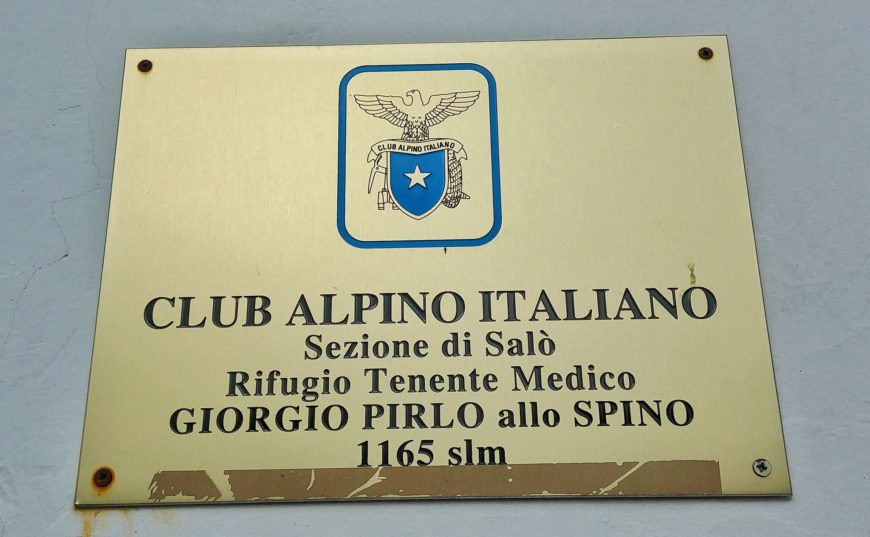 CLUB ALPINO ITALIANO
CLUB ALPINO ITALIANO
Sezione di Salò
Rifugio Tenente Medico
GIORGIO PIRLO allo SPINO
1165 slm